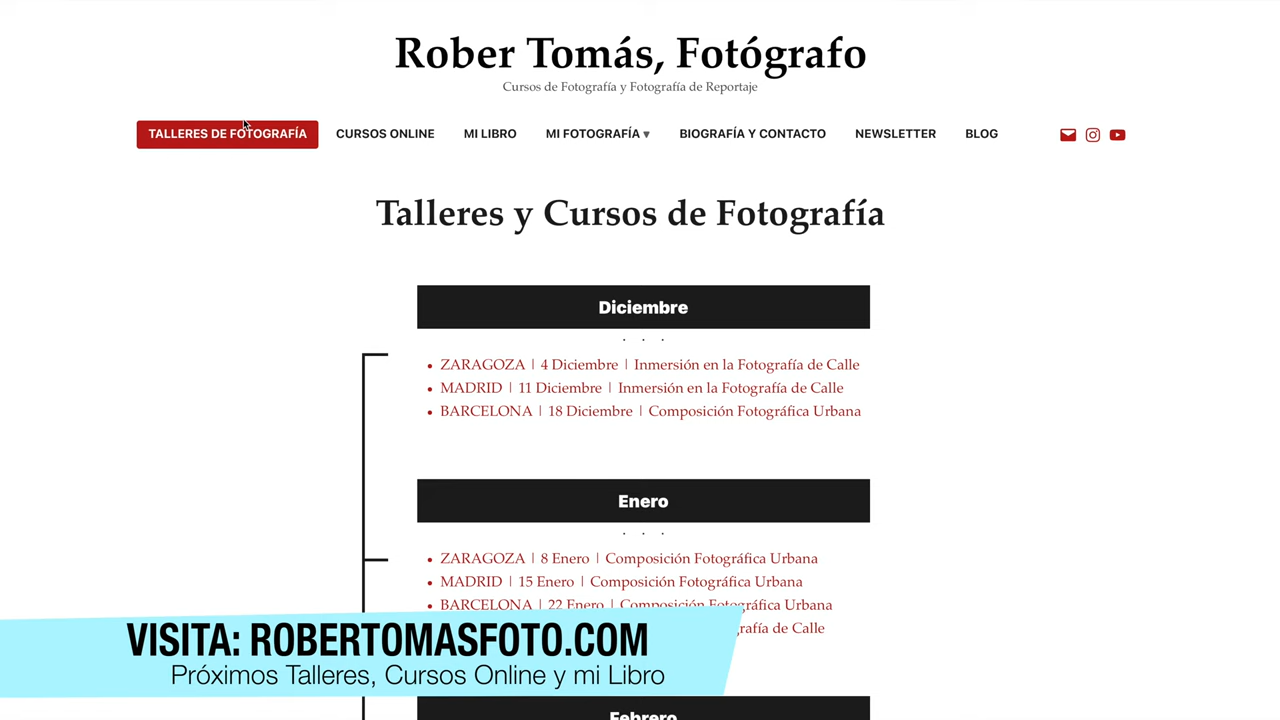 Rober Tomás, Fotógrafo
Cursos de Fotografía y Fotografía de Reportaje
TALLERES DE FOTOGRAFÍA CURSOS ONLINE MI LIBRO MI FOTOGRAFÍA ▾ BIOGRAFÍA Y CONTACTO NEWSLETTER BLOG
Talleres y Cursos de Fotografía
Diciembre
. . .
• ZARAGOZA | 4 Diciembre | Inmersión en la Fotografía de Calle
• MADRID | 11 Diciembre | Inmersión en la Fotografía de Calle
• BARCELONA | 18 Diciembre | Composición Fotográfica Urbana
Enero
. . .
• ZARAGOZA | 8 Enero | Composición Fotográfica Urbana
• MADRID | 15 Enero | Composición Fotográfica Urbana
• BARCELONA | 22 Enero | Composición Fotográfica Urbana
de Calle
VISITA: ROBERTOMASFOTO.COM
Próximos Talleres, Cursos Online y mi Libro
Febrero